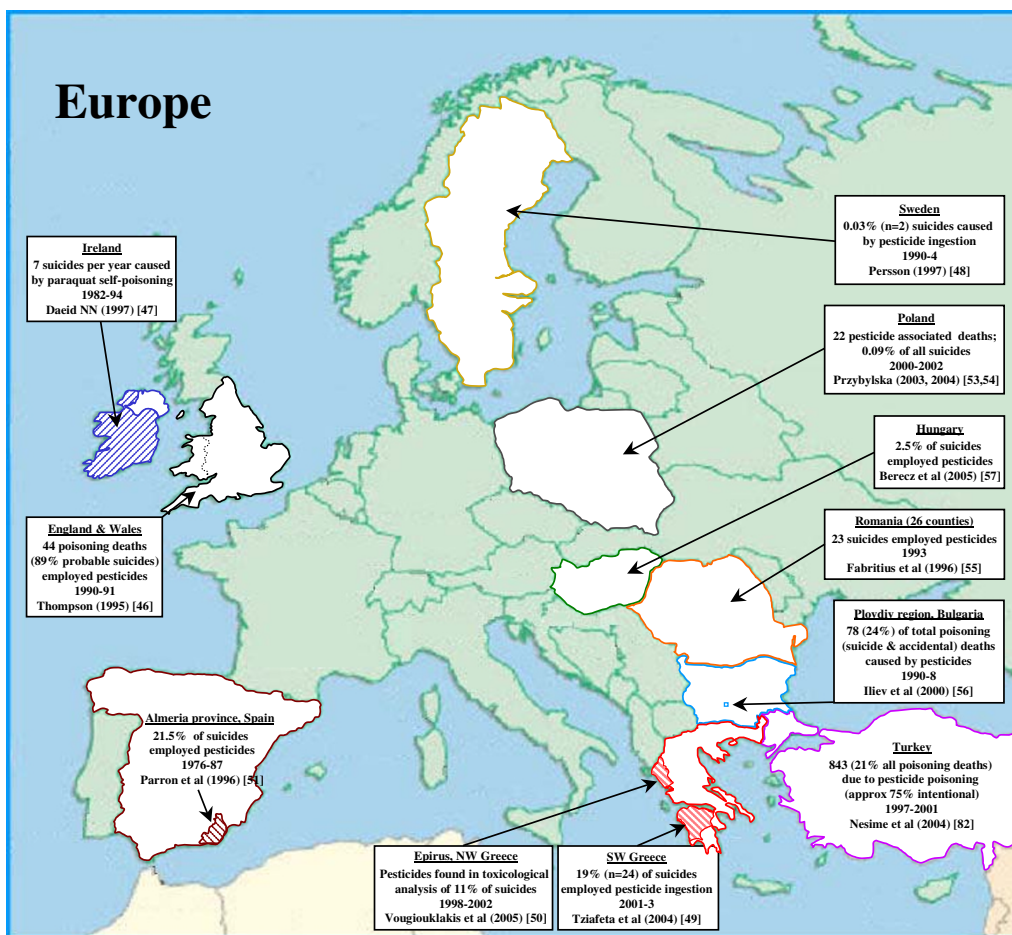 Europe
Sweden
0.03% (n=2) suicides caused
by pesticide ingestion
1990-4
Persson (1997) [48]
Ireland
7 suicides per year caused
by paraquat self-poisoning
1982-94
Daeid NN (1997) [47]
Poland
22 pesticide associated deaths;
0.09% of all suicides
2000-2002
Przybylska (2003, 2004) [53,54]
Hungary
2.5% of suicides
employed pesticides
Berecz et al (2005) [57]
England & Wales
44 poisoning deaths
(89% probable suicides)
employed pesticides
1990-91
Thompson (1995) [46]
Romania (26 counties)
23 suicides employed pesticides
1993
Fabritius et al (1996) [55]
Plovdiv region, Bulgaria
78 (24%) of total poisoning
(suicide & accidental) deaths
caused by pesticides
1990-8
Iliev et al (2000) [56]
Almeria province, Spain
21.5% of suicides
employed pesticides
1976-87
Parron et al (1996) [51]
Turkey
843 (21% all poisoning deaths)
due to pesticide poisoning
(approx 75% intentional)
1997-2001
Nesime et al (2004) [82]
Epirus, NW Greece
Pesticides found in toxicological
analysis of 11% of suicides
1998-2002
Vougiouklakis et al (2005) [50]
SW Greece
19% (n=24) of suicides
employed pesticide ingestion
2001-3
Tziafeta et al (2004) [49]